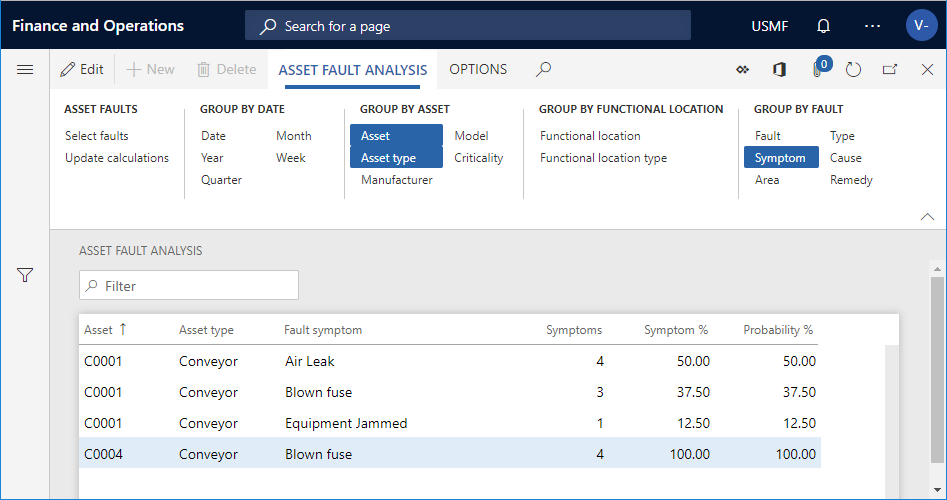 Finance and Operations
Search for a page
USMF
V-
Edit
New
Delete
ASSET FAULT ANALYSIS
OPTIONS
0
ASSET FAULTS
Select faults
Update calculations
GROUP BY DATE
Date Month
Year Week
Quarter
GROUP BY ASSET
Asset Model
Asset type Criticality
Manufacturer
GROUP BY FUNCTIONAL LOCATION
Functional location
Functional location type
GROUP BY FAULT
Fault Type
Symptom Cause
Area Remedy
ASSET FAULT ANALYSIS
Filter
Asset ↑ Asset type Fault symptom Symptoms Symptom % Probability %
C0001 Conveyor Air Leak 4 50.00 50.00
C0001 Conveyor Blown fuse 3 37.50 37.50
C0001 Conveyor Equipment Jammed 1 12.50 12.50
C0004 Conveyor Blown fuse 4 100.00 100.00